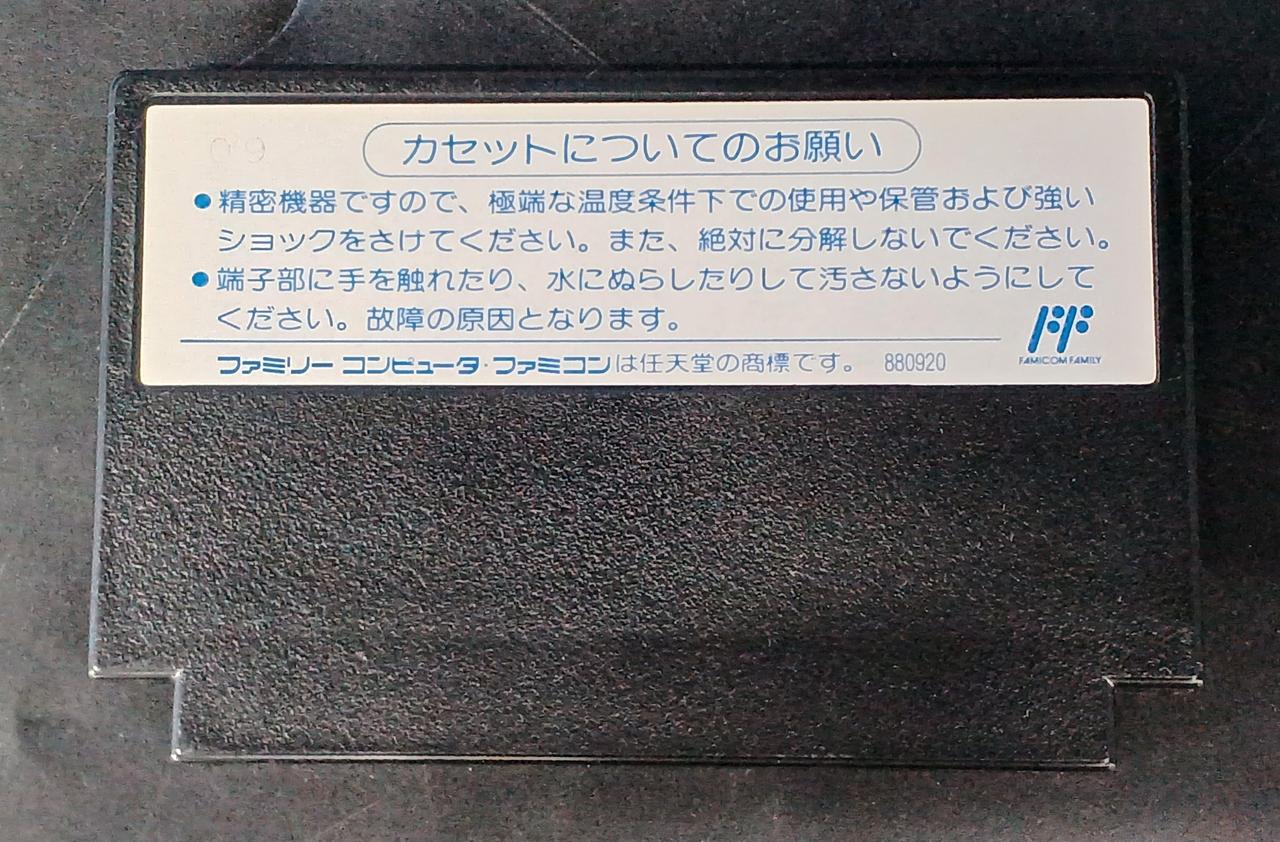 カセットについてのお願い
●精密機器ですので、極端な温度条件下での使用や保管および強い
ショックをさけてください。また、絶対に分解しないでください。
●端子部に手を触れたり、水にぬらしたりして汚さないようにして
ください。故障の原因となります。
FF
FAMICOM FAMILY
ファミリー コンピュータ・ファミコンは任天堂の商標です。 880920